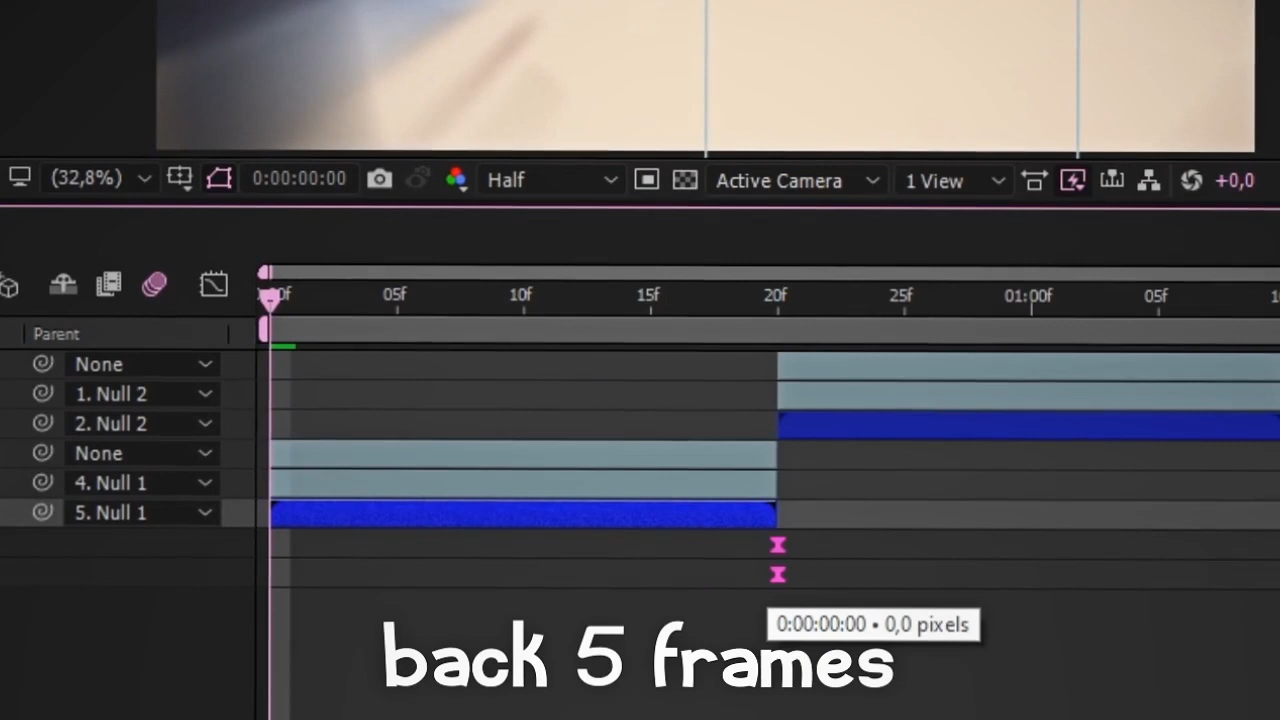 (32,8%) 0:00:00:00 Half Active Camera 1 View +0,0
05f 10f 15f 20f 25f 01:00f 05f
Parent
None
1. Null 2
2. Null 2
None
4. Null 1
5. Null 1
0:00:00:00 • 0,0 pixels
back 5 frames